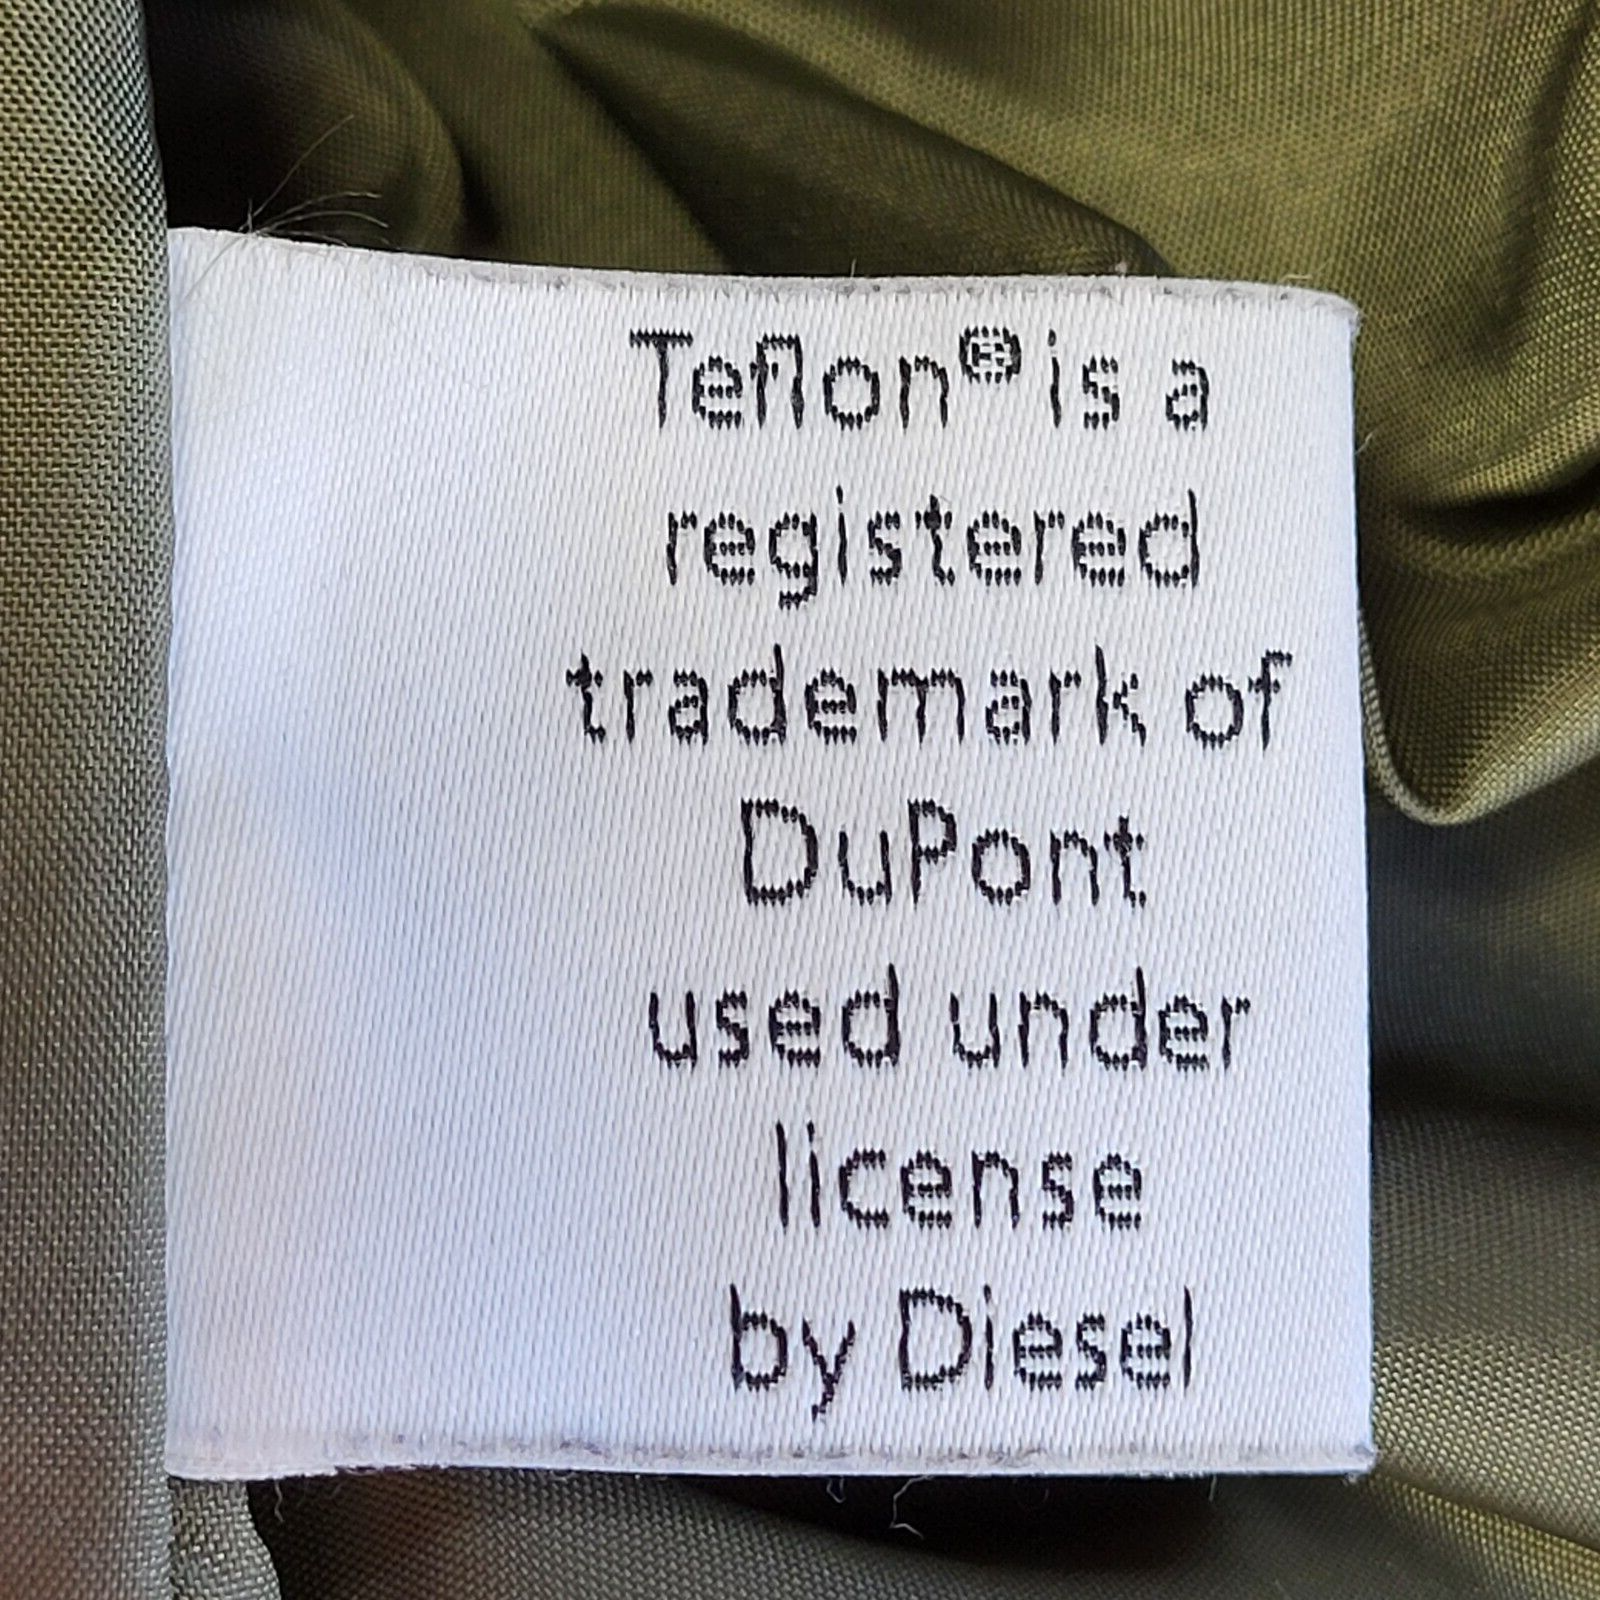 Teflon® is a
registered
trademark of
DuPont
used under
license
by Diesel